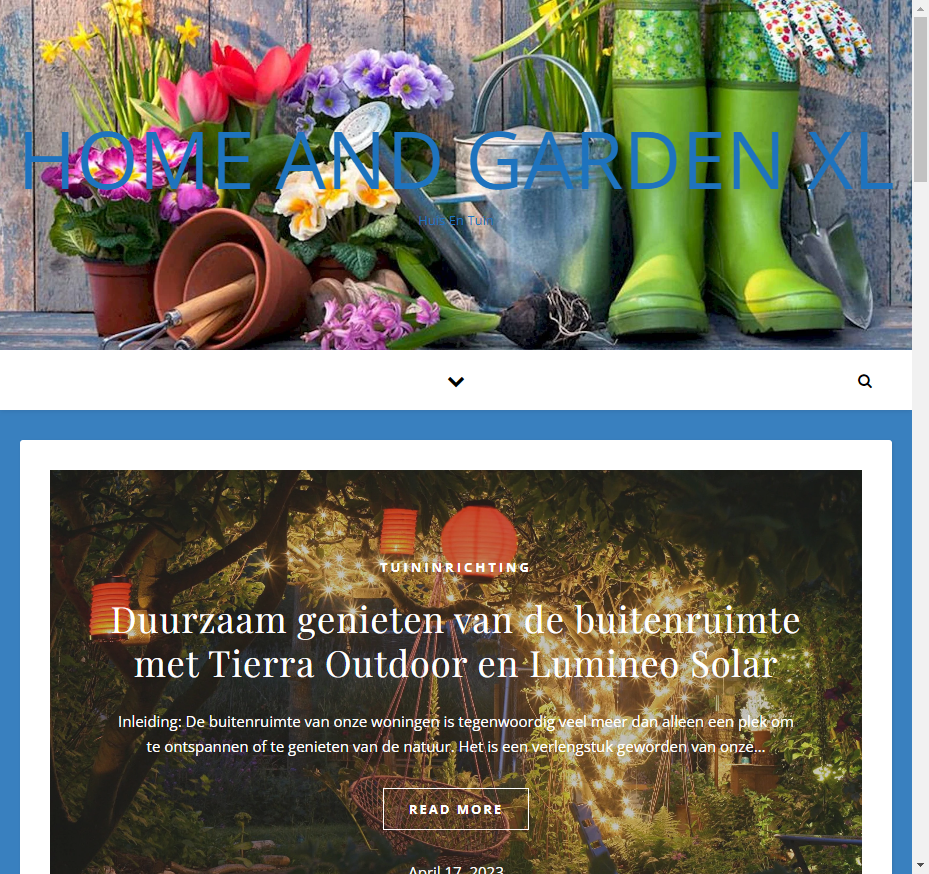 HOME AND GARDEN XL
Huis En Tuin
TUININRICHTING
Duurzaam genieten van de buitenruimte
met Tierra Outdoor en Lumineo Solar
Inleiding: De buitenruimte van onze woningen is tegenwoordig veel meer dan alleen een plek om
te ontspannen of te genieten van de natuur. Het is een verlengstuk geworden van onze...
READ MORE
April 17, 2023